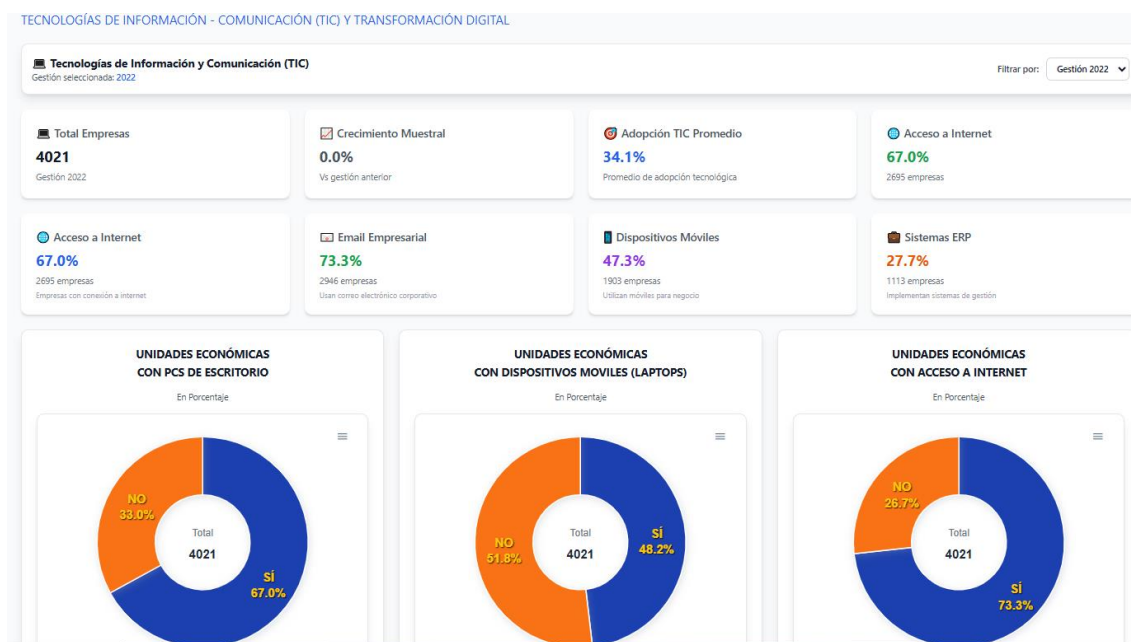 TECNOLOGÍAS DE INFORMACIÓN - COMUNICACIÓN (TIC) Y TRANSFORMACIÓN DIGITAL
Tecnologías de Información y Comunicación (TIC)
Gestión seleccionada: 2022
Filtrar por:
Gestión 2022
Total Empresas
4021
Gestión 2022
Crecimiento Muestral
0.0%
Vs gestión anterior
Adopción TIC Promedio
34.1%
Promedio de adopción tecnológica
Acceso a Internet
67.0%
2695 empresas
Acceso a Internet
67.0%
2695 empresas
Empresas con conexión a internet
Email Empresarial
73.3%
2946 empresas
Usan correo electrónico corporativo
Dispositivos Móviles
47.3%
1903 empresas
Utilizan móviles para negocio
Sistemas ERP
27.7%
1113 empresas
Implementan sistemas de gestión
UNIDADES ECONÓMICAS
CON PCS DE ESCRITORIO
En Porcentaje
NO
33.0%
Total
4021
SÍ
67.0%
UNIDADES ECONÓMICAS
CON DISPOSITIVOS MOVILES (LAPTOPS)
En Porcentaje
NO
51.8%
Total
4021
SÍ
48.2%
UNIDADES ECONÓMICAS
CON ACCESO A INTERNET
En Porcentaje
NO
26.7%
Total
4021
SÍ
73.3%